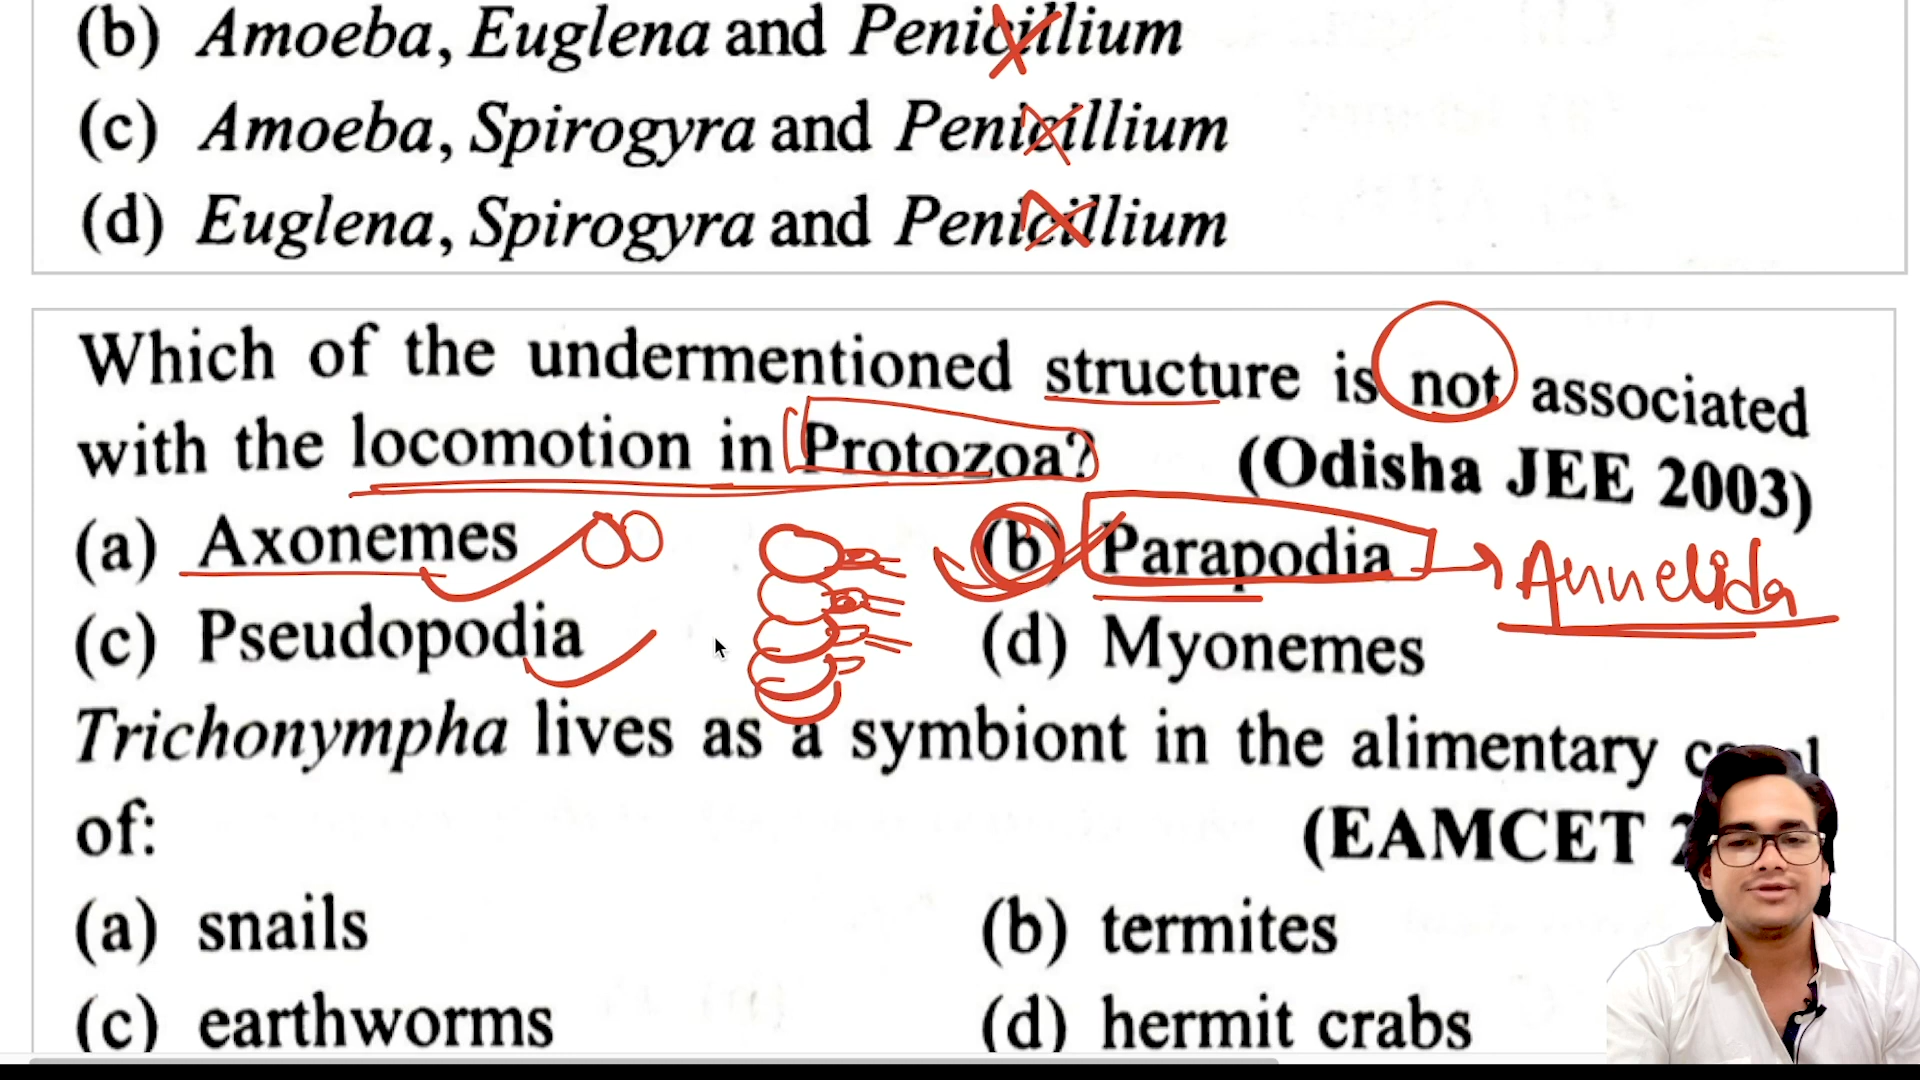 (b) Amoeba, Euglena and Penicillium
(c) Amoeba, Spirogyra and Penicillium
(d) Euglena, Spirogyra and Penicillium
Which of the undermentioned structure is not associated
with the locomotion in Protozoa? (Odisha JEE 2003)
(a) Axonemes (b) Parapodia Annelida
(c) Pseudopodia (d) Myonemes
Trichonympha lives as a symbiont in the alimentary
of: (EAMCET
(a) snails (b) termites
(c) earthworms (d) hermit crabs